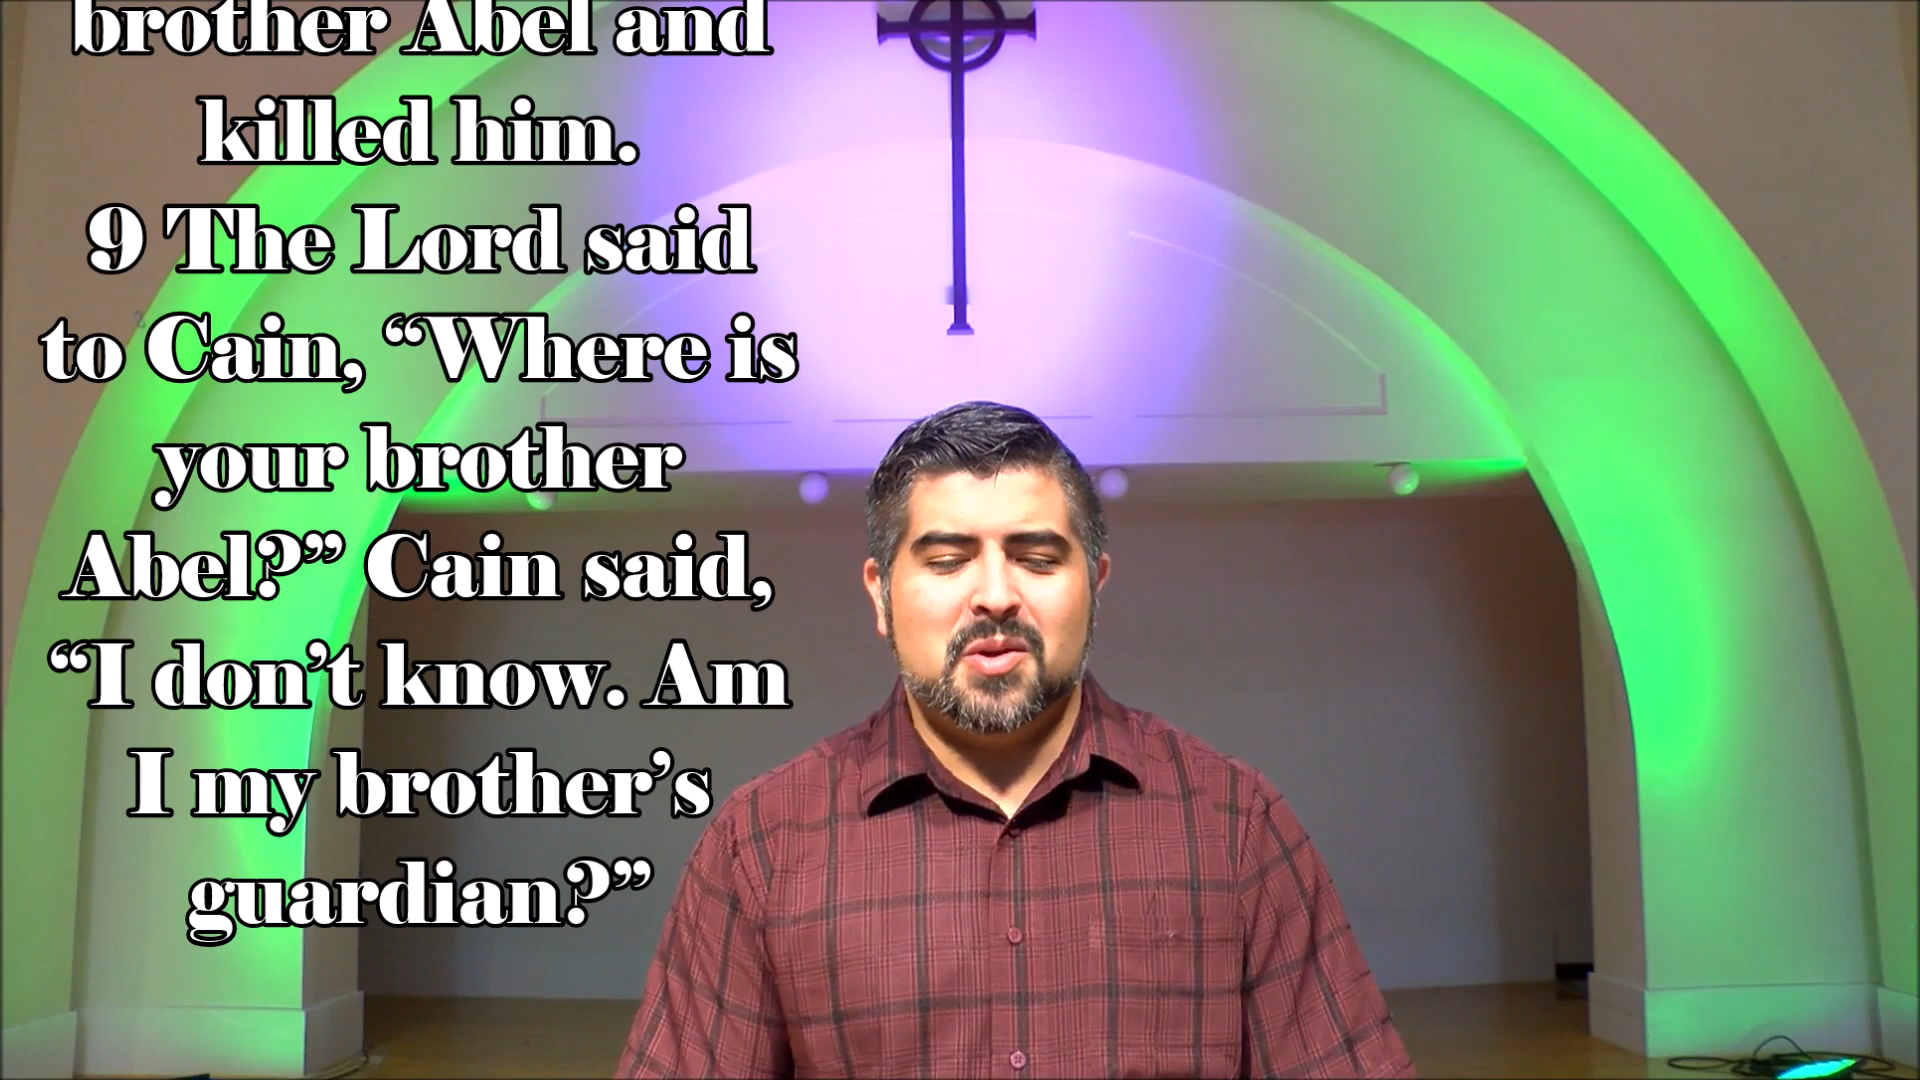 brother Abel and
killed him.
9 The Lord said
to Cain, “Where is
your brother
Abel?” Cain said,
“I don’t know. Am
I my brother’s
guardian?”